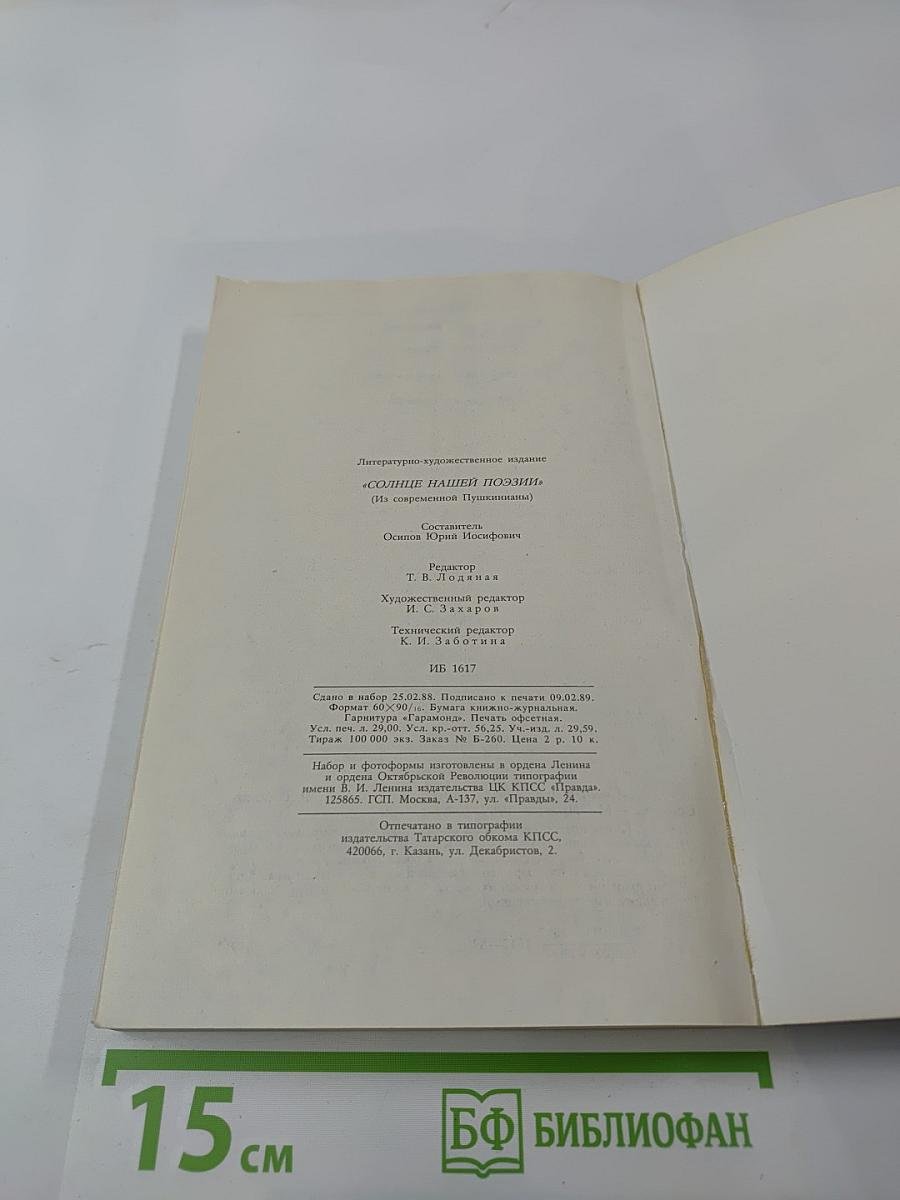 Литературно-художественное издание
«СОЛНЦЕ НАШЕЙ ПОЭЗИИ»
(Из современной Пушкинианы)
Составитель
Осипов Юрий Иосифович
Редактор
Т. В. Лодяная
Художественный редактор
И. С. Захаров
Технический редактор
К. И. Заботина
ИБ 1617
Сдано в набор 25.02.88. Подписано к печати 09.02.89.
Формат 60×90/16. Бумага книжно-журнальная.
Гарнитура «Гарамонд». Печать офсетная.
Усл. печ. л. 29,00. Усл. кр.-отт. 56,25. Уч.-изд. л. 29,59.
Тираж 100 000 экз. Заказ № Б-260. Цена 2 р. 10 к.
Набор и фотоформы изготовлены в ордена Ленина
и ордена Октябрьской Революции типографии
имени В. И. Ленина издательства ЦК КПСС «Правда».
125865. ГСП. Москва, А-137, ул. «Правды», 24.
Отпечатано в типографии
издательства Татарского обкома КПСС,
420066, г. Казань, ул. Декабристов, 2.
15 см
БФ БИБЛИОФАН